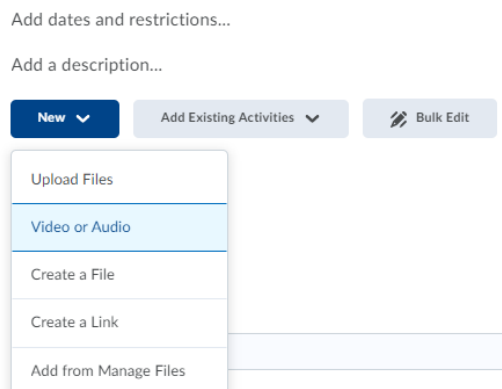 Add dates and restrictions...
Add a description...
New Add Existing Activities Bulk Edit
Upload Files
Video or Audio
Create a File
Create a Link
Add from Manage Files